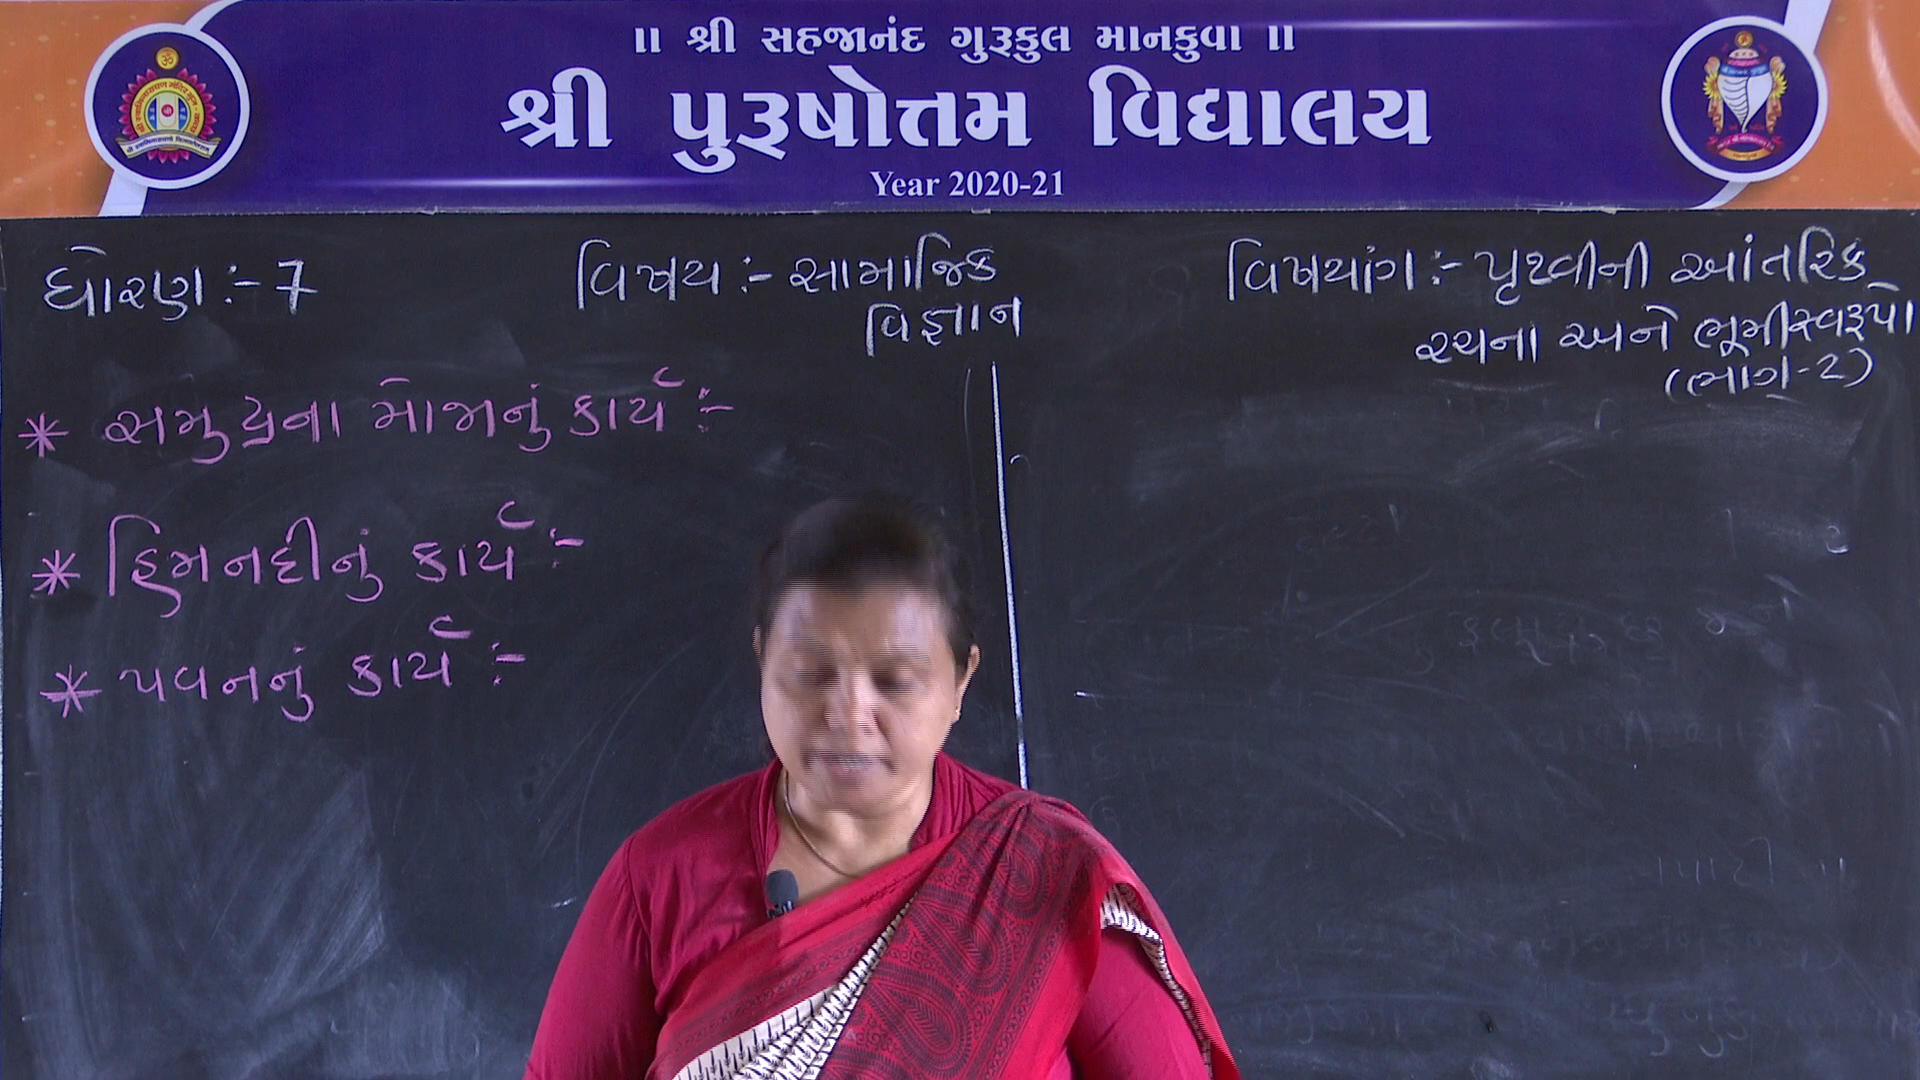 ॥ શ્રી સહજાનંદ ગુરૂકુલ માનકુવા ॥
શ્રી પુરૂષોત્તમ વિદ્યાલય
Year 2020-21
ધોરણ :- 7
વિષય :- સામાજિક
વિજ્ઞાન
વિષયાંગ :- પૃથ્વીની આંતરિક
રચના અને ભૂમીસ્વરૂપો
(ભાગ-2)
* સમુદ્રના મોજાનું કાર્ય :-
* હિમનદીનું કાર્ય :-
* પવનનું કાર્ય :-